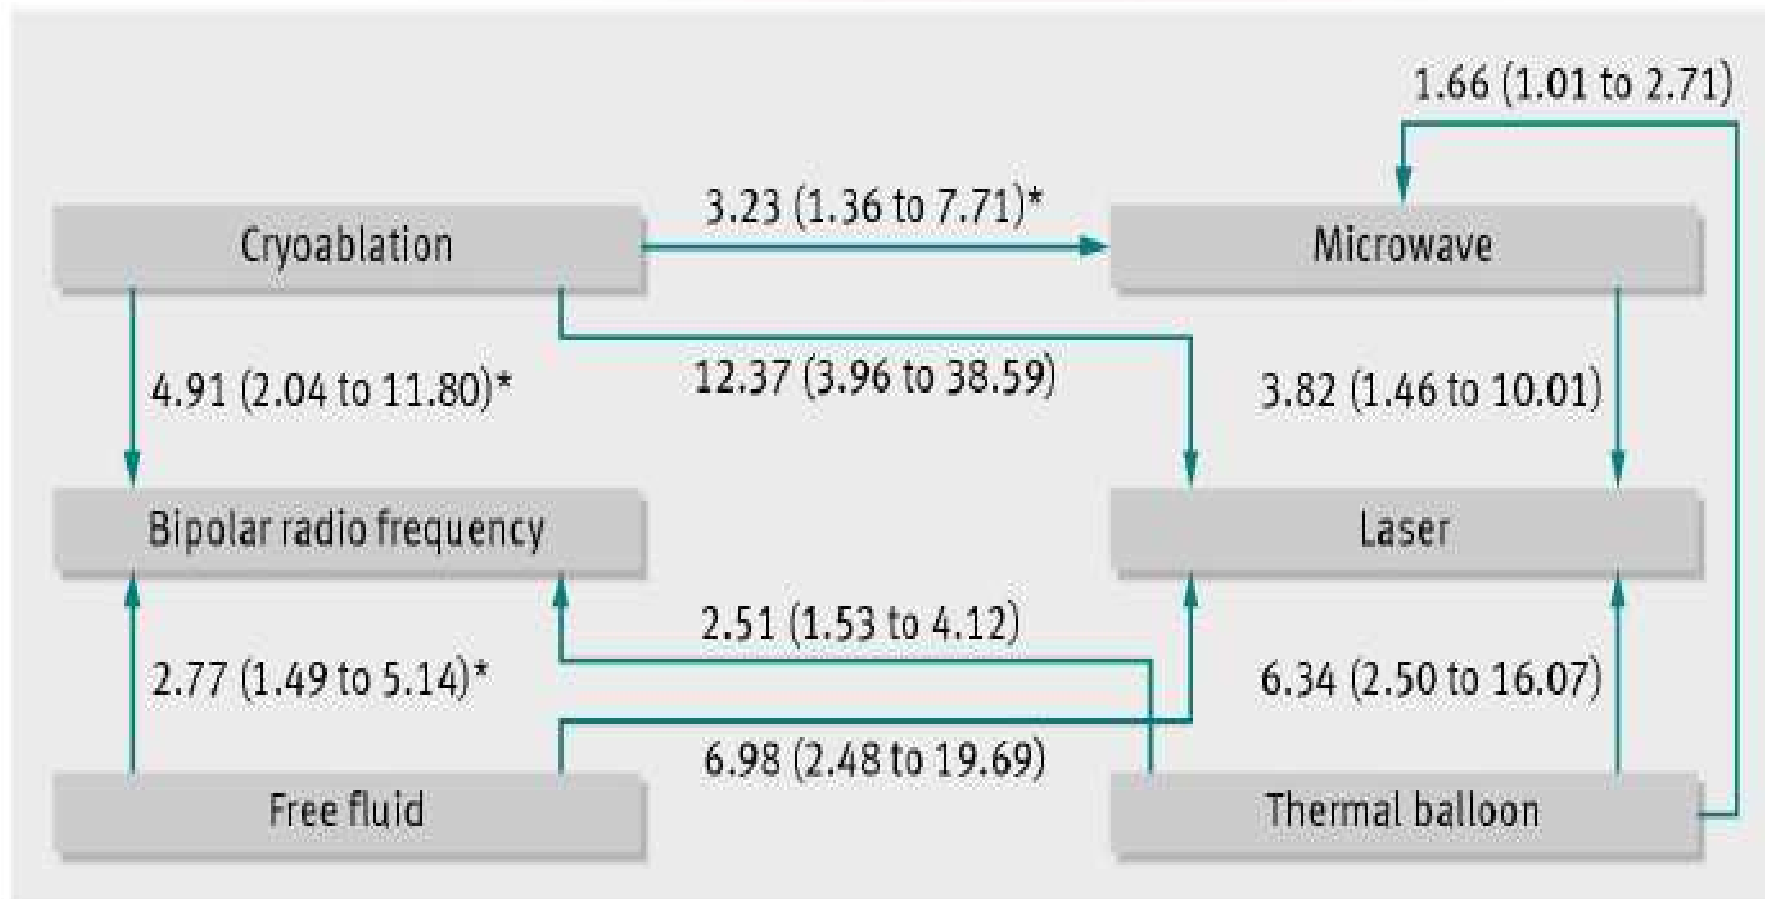 1.66 (1.01 to 2.71)
3.23 (1.36 to 7.71)*
Cryoablation
Microwave
4.91 (2.04 to 11.80)*
12.37 (3.96 to 38.59)
3.82 (1.46 to 10.01)
Bipolar radio frequency
Laser
2.51 (1.53 to 4.12)
2.77 (1.49 to 5.14)*
6.34 (2.50 to 16.07)
6.98 (2.48 to 19.69)
Free fluid
Thermal balloon